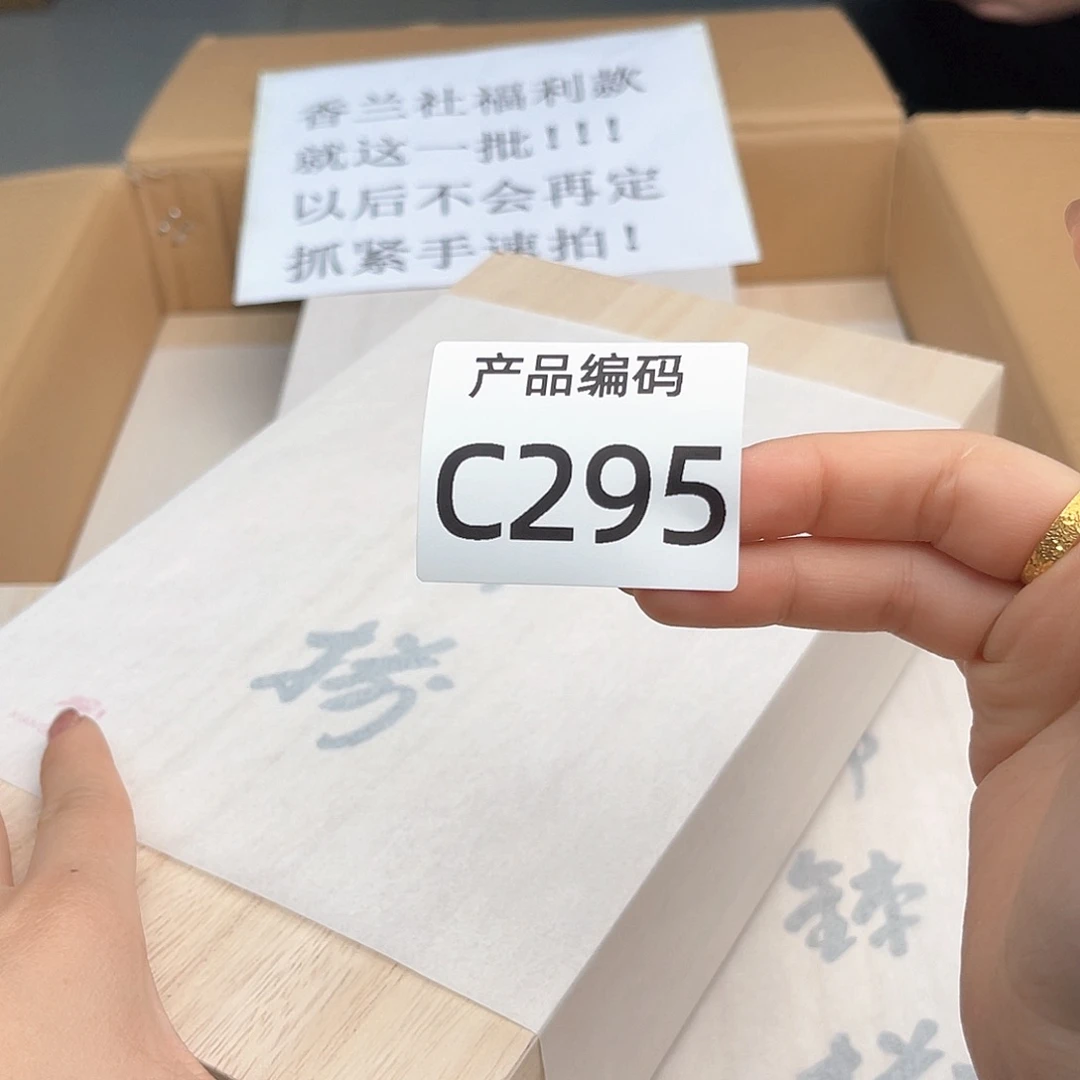 香兰社福利款
就这一批!!!
以后不会再定
抓紧手速拍!
产品编码
C295